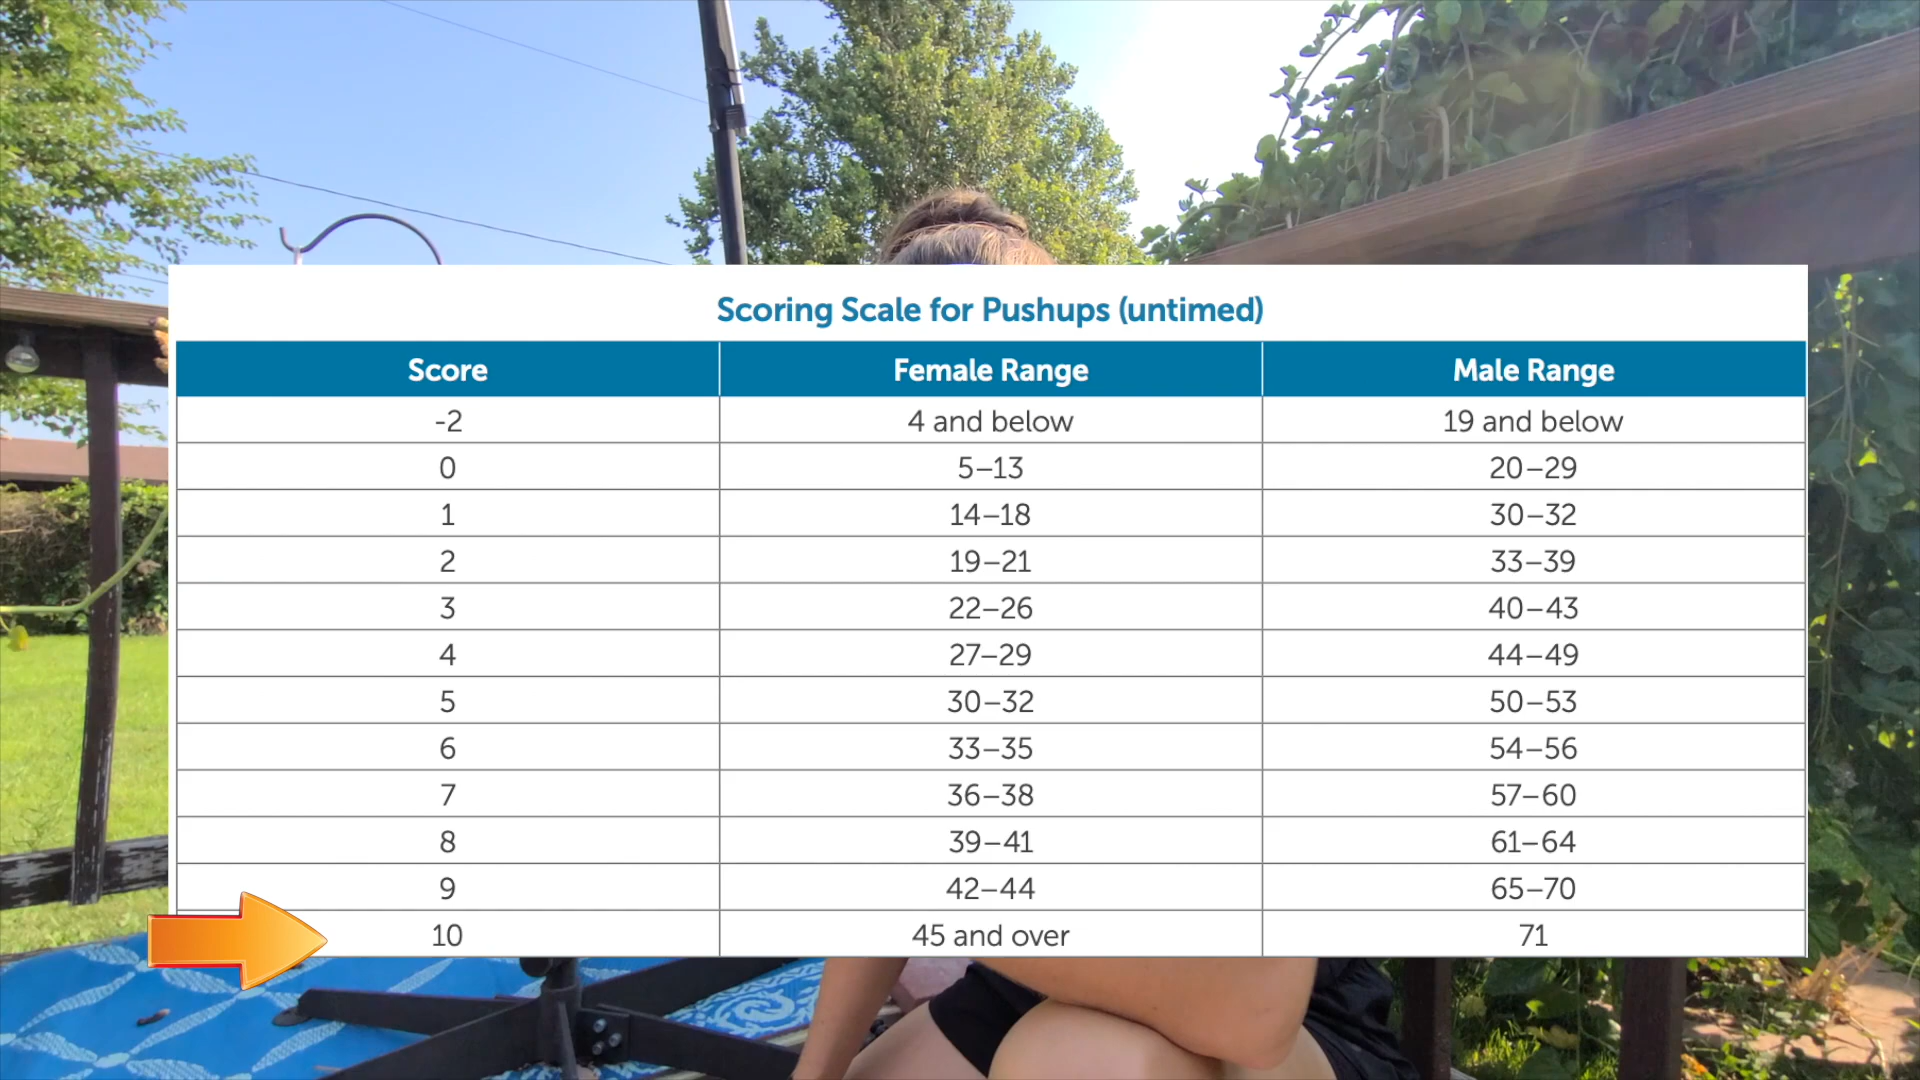 Scoring Scale for Pushups (untimed)
Score Female Range Male Range
-2 4 and below 19 and below
0 5–13 20–29
1 14–18 30–32
2 19–21 33–39
3 22–26 40–43
4 27–29 44–49
5 30–32 50–53
6 33–35 54–56
7 36–38 57–60
8 39–41 61–64
9 42–44 65–70
10 45 and over 71